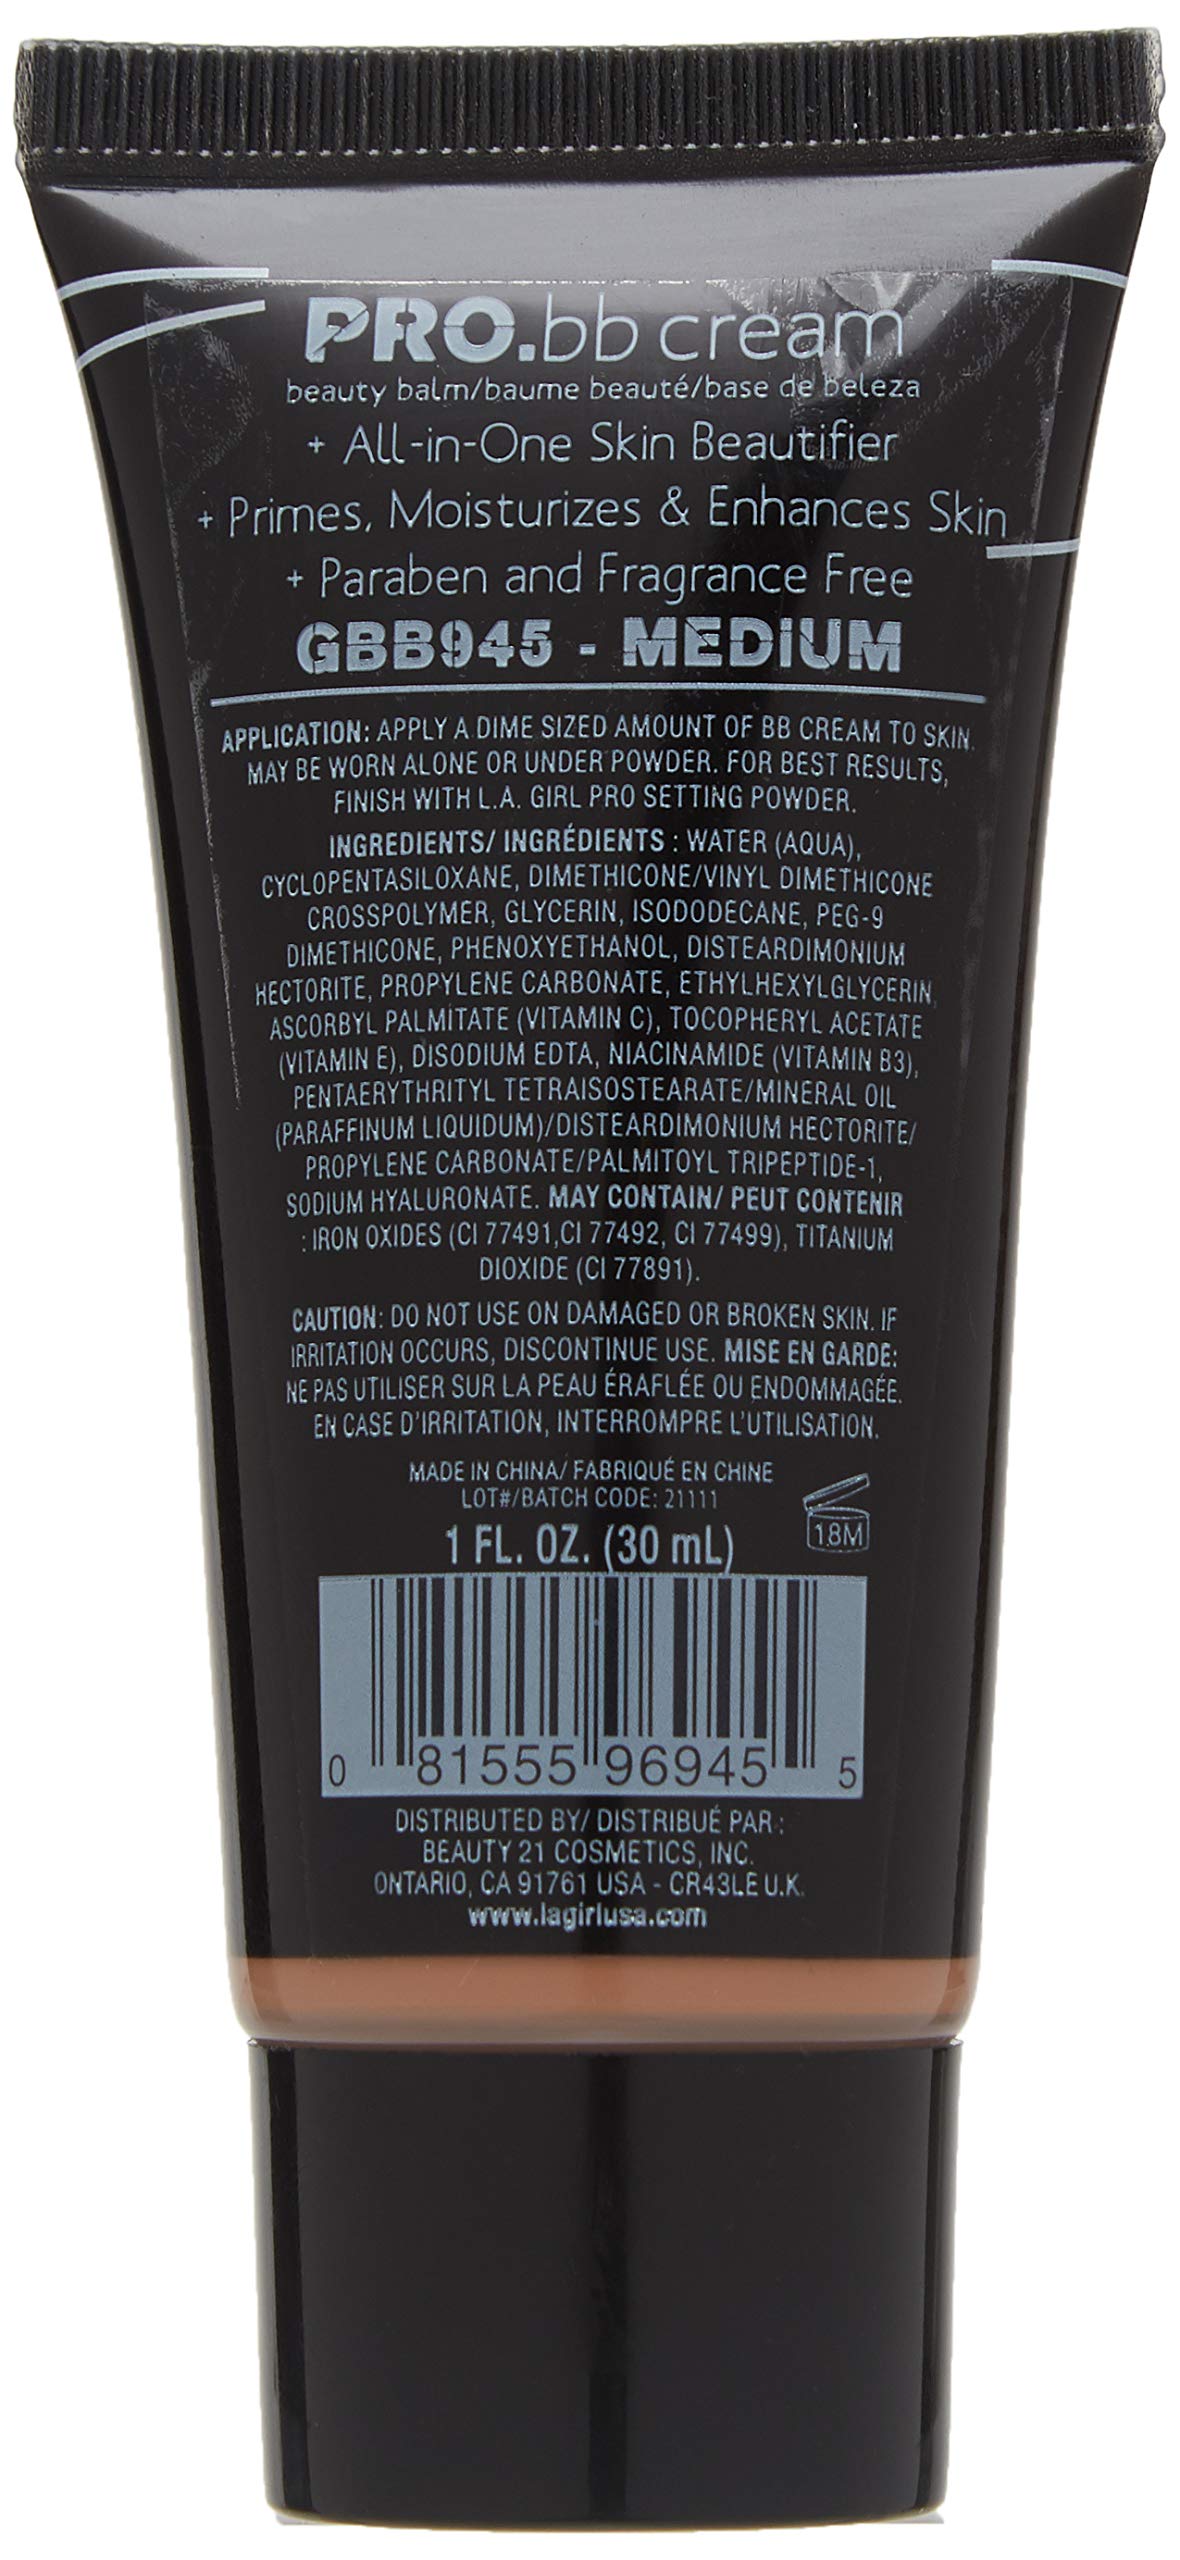 PRO.bb cream
beauty balm/baume beauté/base de beleza
+ All-in-One Skin Beautifier
+ Primes, Moisturizes & Enhances Skin
+ Paraben and Fragrance Free
GBB945 - MEDIUM
APPLICATION: APPLY A DIME SIZED AMOUNT OF BB CREAM TO SKIN.
MAY BE WORN ALONE OR UNDER POWDER. FOR BEST RESULTS,
FINISH WITH L.A. GIRL PRO SETTING POWDER.
INGREDIENTS/ INGRÉDIENTS : WATER (AQUA),
CYCLOPENTASILOXANE, DIMETHICONE/VINYL DIMETHICONE
CROSSPOLYMER, GLYCERIN, ISODODECANE, PEG-9
DIMETHICONE, PHENOXYETHANOL, DISTEARDIMONIUM
HECTORITE, PROPYLENE CARBONATE, ETHYLHEXYLGLYCERIN,
ASCORBYL PALMITATE (VITAMIN C), TOCOPHERYL ACETATE
(VITAMIN E), DISODIUM EDTA, NIACINAMIDE (VITAMIN B3),
PENTAERYTHRITYL TETRAISOSTEARATE/MINERAL OIL
(PARAFFINUM LIQUIDUM)/DISTEARDIMONIUM HECTORITE/
PROPYLENE CARBONATE/PALMITOYL TRIPEPTIDE-1,
SODIUM HYALURONATE. MAY CONTAIN/ PEUT CONTENIR
: IRON OXIDES (CI 77491,CI 77492, CI 77499), TITANIUM
DIOXIDE (CI 77891).
CAUTION: DO NOT USE ON DAMAGED OR BROKEN SKIN. IF
IRRITATION OCCURS, DISCONTINUE USE. MISE EN GARDE:
NE PAS UTILISER SUR LA PEAU ÉRAFLÉE OU ENDOMMAGÉE.
EN CASE D'IRRITATION, INTERROMPRE L'UTILISATION.
MADE IN CHINA/ FABRIQUÉ EN CHINE
LOT#/BATCH CODE: 21111
18M
1 FL. OZ. (30 mL)
0 81555 96945 5
DISTRIBUTED BY/ DISTRIBUÉ PAR :
BEAUTY 21 COSMETICS, INC.
ONTARIO, CA 91761 USA - CR43LE U.K.
www.lagirlusa.com